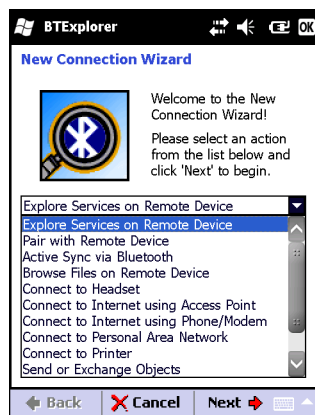 BTExplorer
OK
New Connection Wizard
Welcome to the New
Connection Wizard!
Please select an action
from the list below and
click 'Next' to begin.
Explore Services on Remote Device
Explore Services on Remote Device
Pair with Remote Device
Active Sync via Bluetooth
Browse Files on Remote Device
Connect to Headset
Connect to Internet using Access Point
Connect to Internet using Phone/Modem
Connect to Personal Area Network
Connect to Printer
Send or Exchange Objects
Back Cancel Next